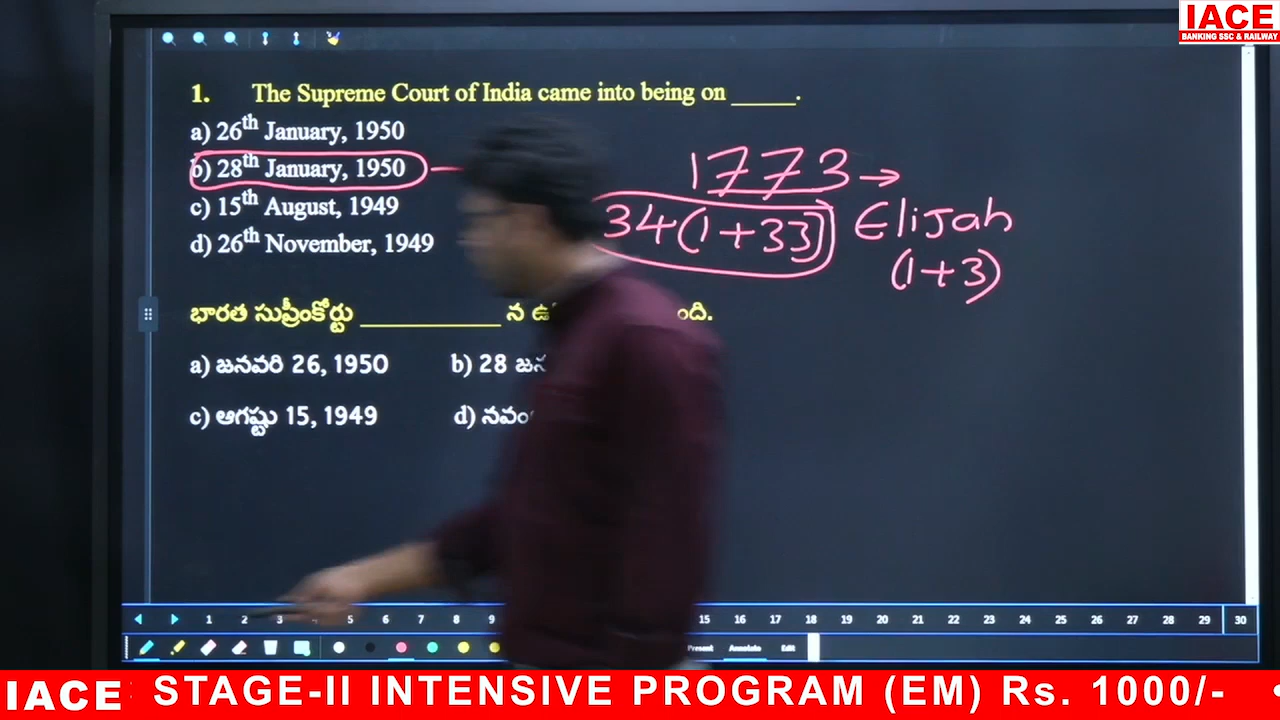 IACE
BANKING SSC & RAILWAY
1. The Supreme Court of India came into being on _____.
a) 26th January, 1950
b) 28th January, 1950
c) 15th August, 1949
d) 26th November, 1949
1773 →
34(1+33)
Elijah
(1+3)
భారత సుప్రీంకోర్టు __________ న
a) జనవరి 26, 1950 b) 28
c) ఆగష్టు 15, 1949 d)
1 2 5 6 7 8 9 15 16 17 18 19 20 21 22 23 24 25 26 27 28 29 30
Present Annotate Edit
IACE STAGE-II INTENSIVE PROGRAM (EM) Rs. 1000/-